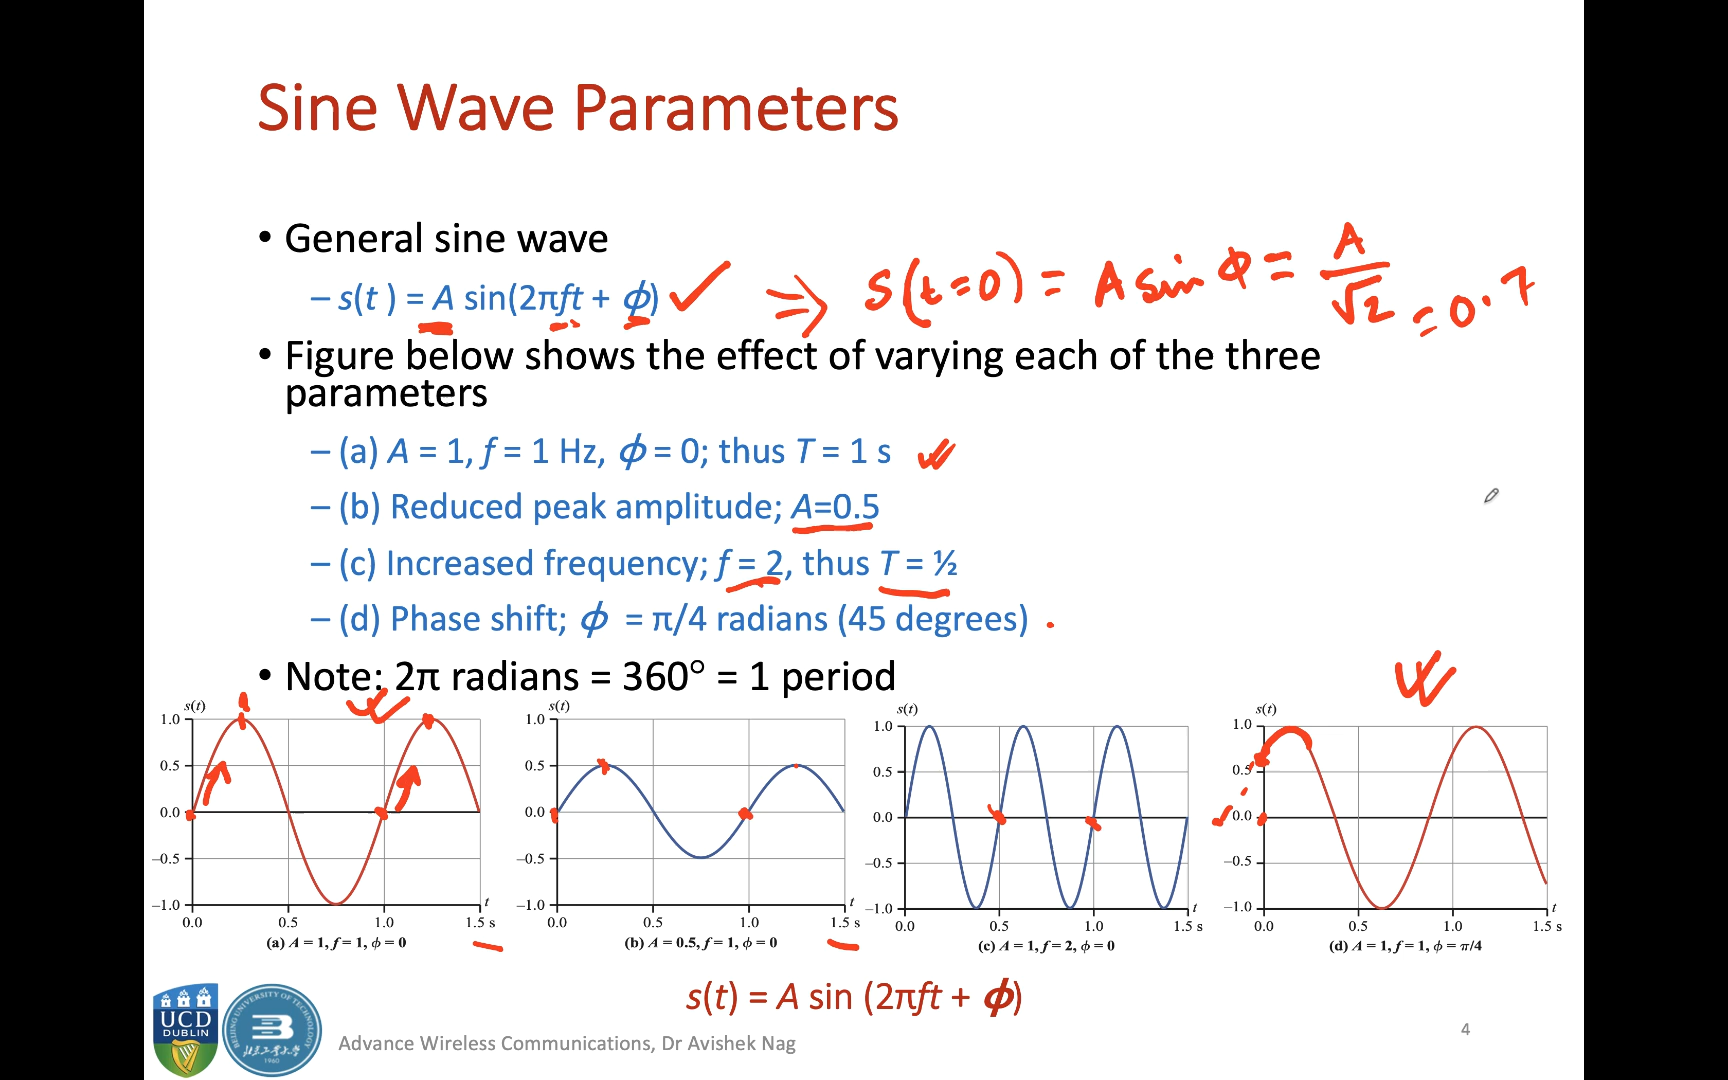 Sine Wave Parameters
• General sine wave
– s(t ) = A sin(2πft + ϕ) ⇒ s(t=0) = A sin ϕ = A/√2 = 0.7
• Figure below shows the effect of varying each of the three
parameters
– (a) A = 1, f = 1 Hz, ϕ = 0; thus T = 1 s
– (b) Reduced peak amplitude; A=0.5
– (c) Increased frequency; f = 2, thus T = ½
– (d) Phase shift; ϕ = π/4 radians (45 degrees)
• Note: 2π radians = 360° = 1 period
s(t)
1.0
0.5
0.0
−0.5
−1.0
0.0 0.5 1.0 1.5 s
t
(a) A = 1, f = 1, ϕ = 0
s(t)
1.0
0.5
0.0
−0.5
−1.0
0.0 0.5 1.0 1.5 s
t
(b) A = 0.5, f = 1, ϕ = 0
s(t)
1.0
0.5
0.0
−0.5
−1.0
0.0 0.5 1.0 1.5 s
t
(c) A = 1, f = 2, ϕ = 0
s(t)
1.0
0.5
0.0
−0.5
−1.0
0.0 0.5 1.0 1.5 s
t
(d) A = 1, f = 1, ϕ = π/4
s(t) = A sin (2πft + ϕ)
UCD
DUBLIN
BEIJING UNIVERSITY OF TECHNOLOGY
1960
Advance Wireless Communications, Dr Avishek Nag
4